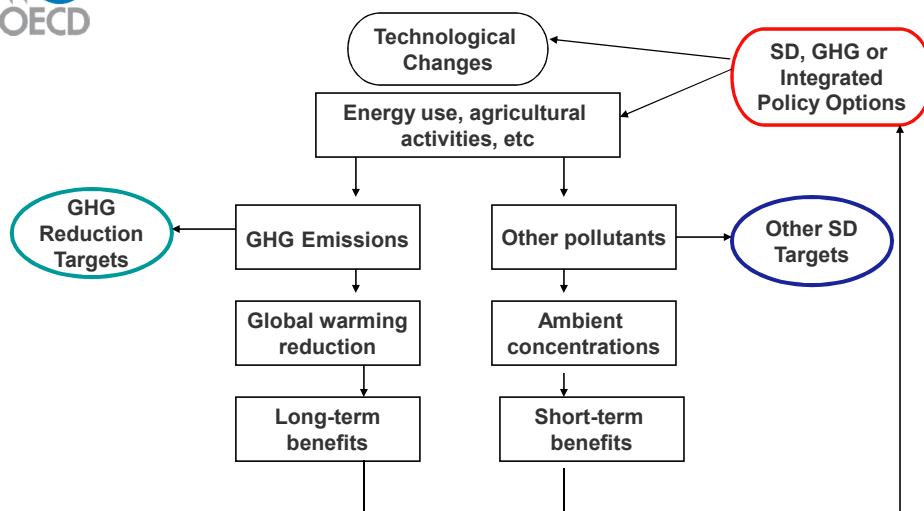 OECD
Technological
Changes
SD, GHG or
Integrated
Policy Options
Energy use, agricultural
activities, etc
GHG
Reduction
Targets
GHG Emissions
Other pollutants
Other SD
Targets
Global warming
reduction
Ambient
concentrations
Long-term
benefits
Short-term
benefits